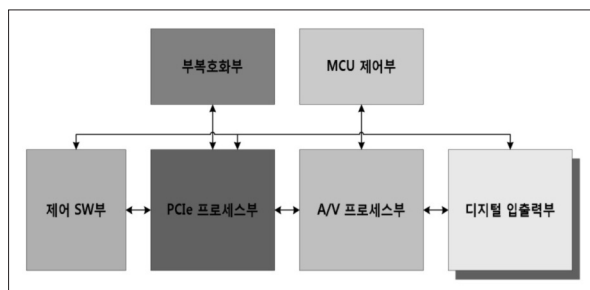 부복호화부
MCU 제어부
제어 SW부
PCIe 프로세스부
A/V 프로세스부
디지털 입출력부